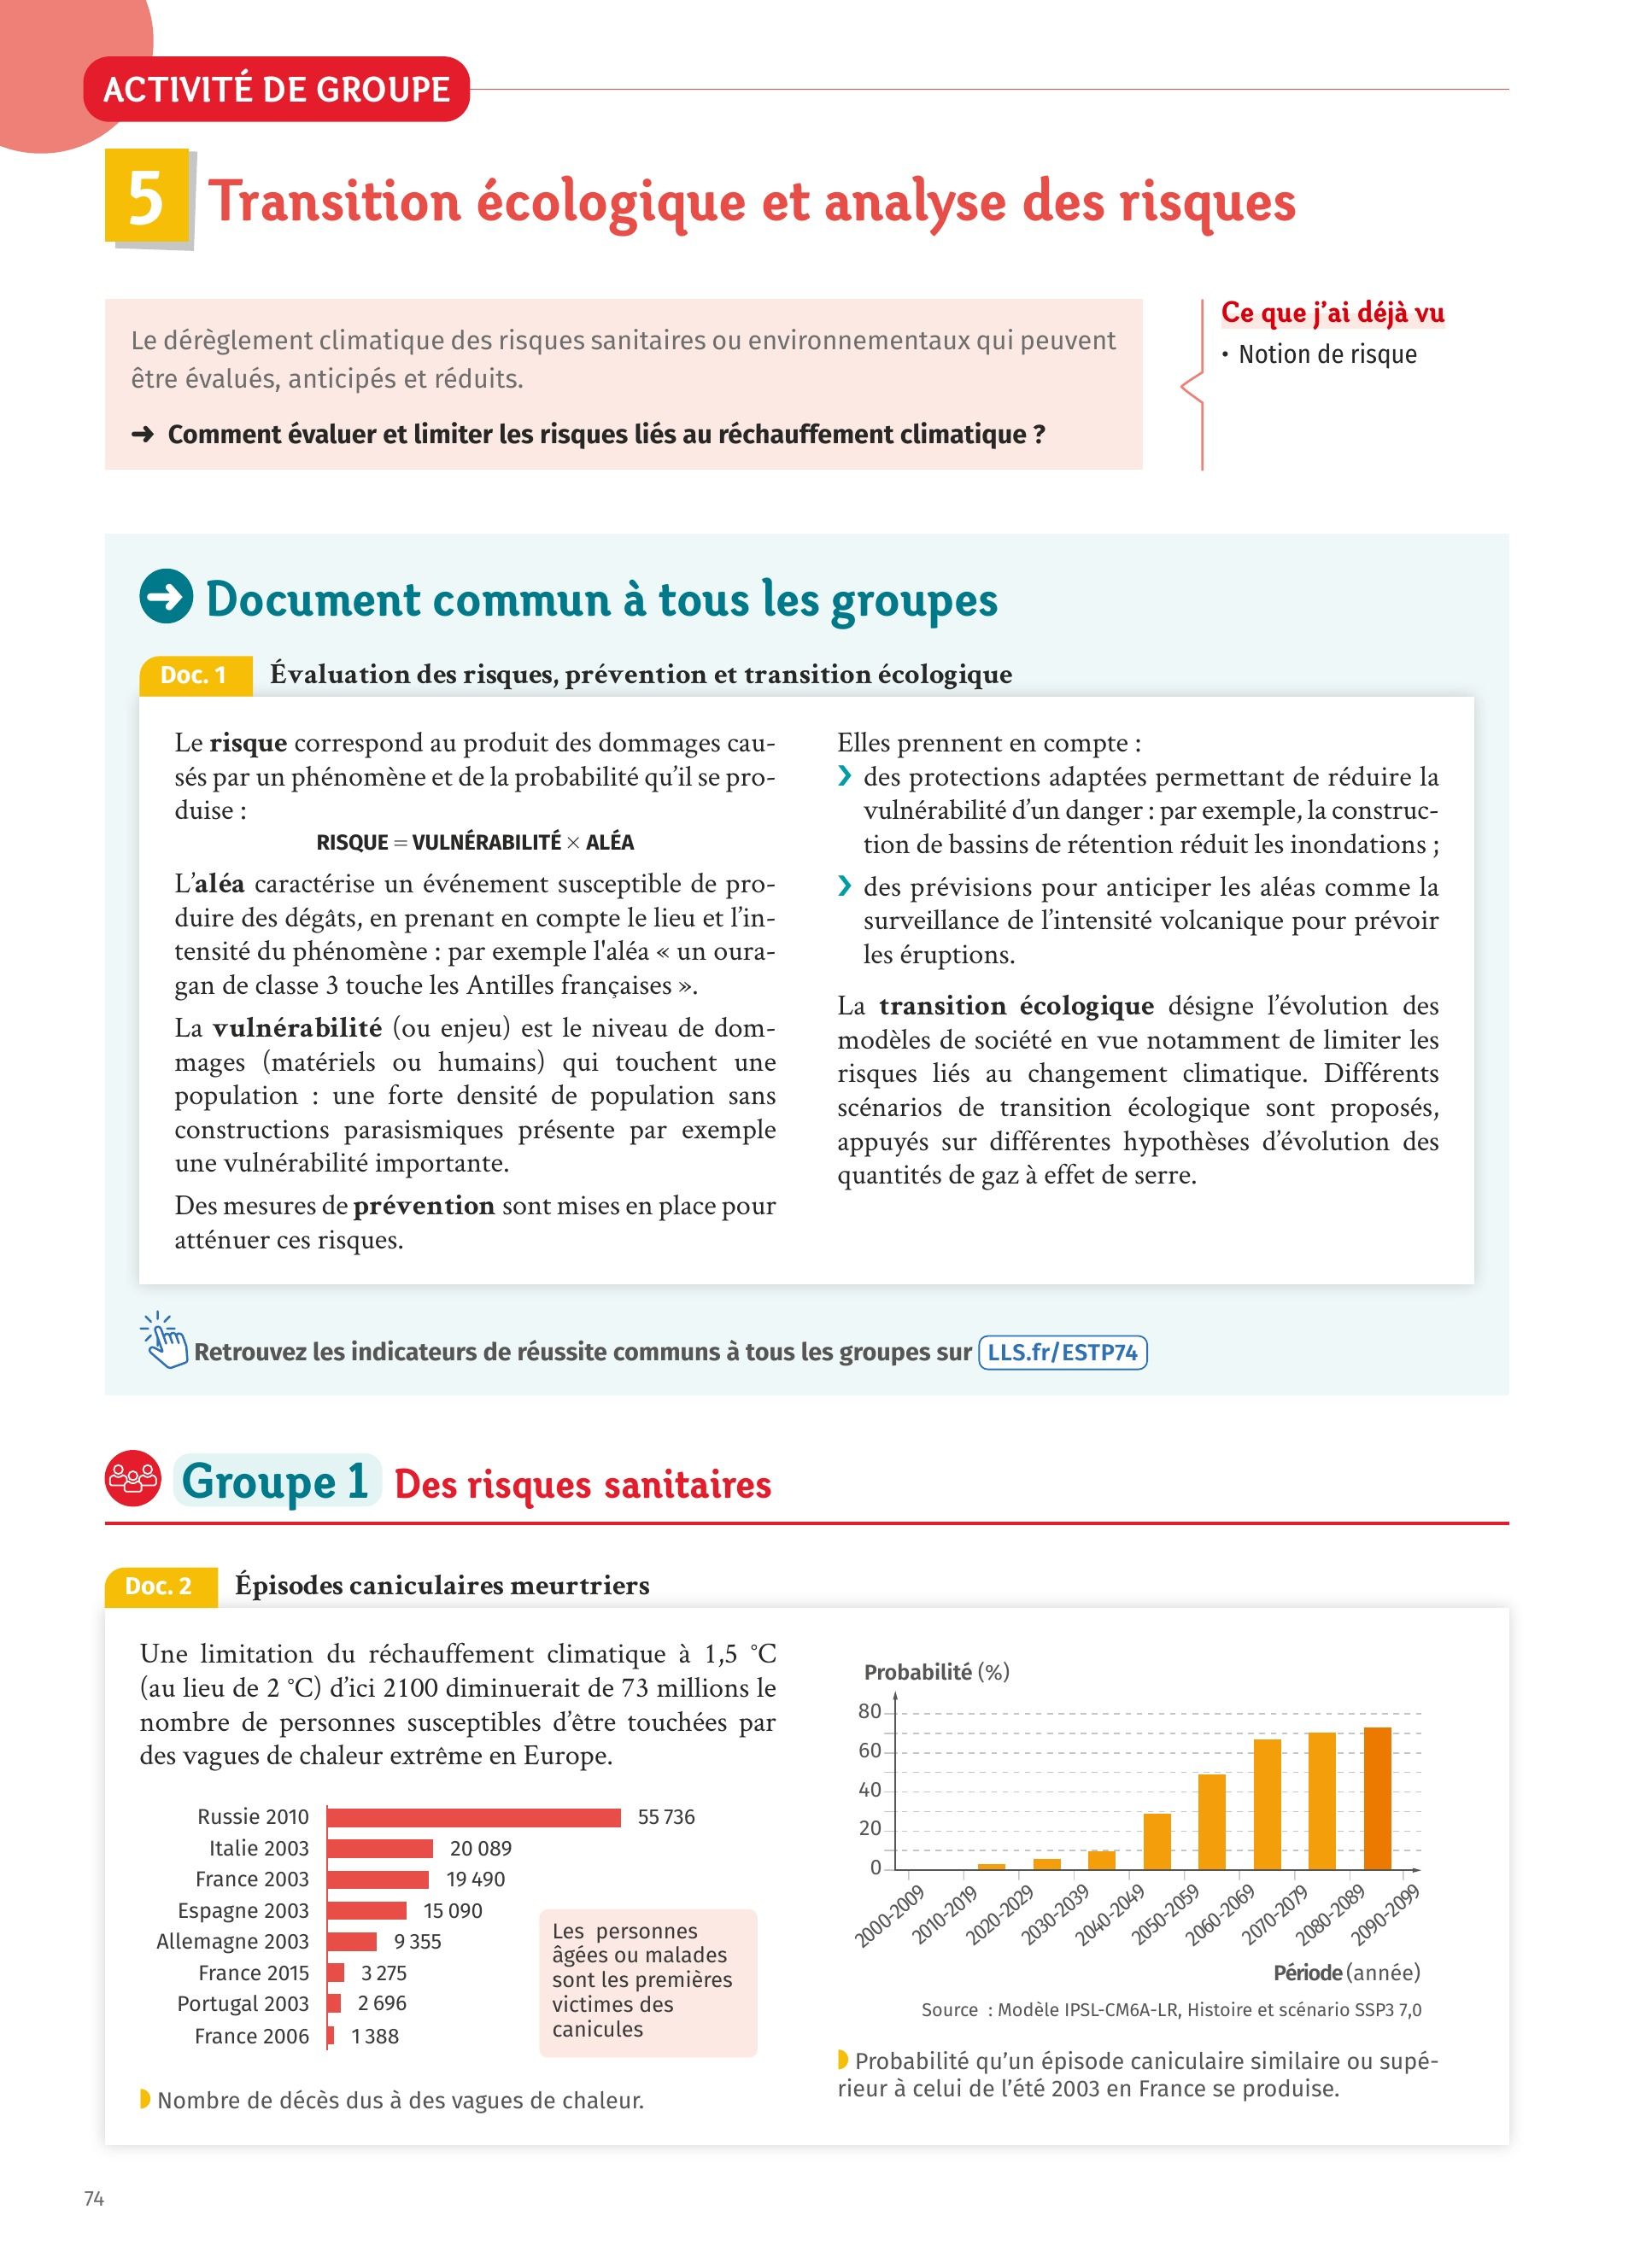 ACTIVITÉ DE GROUPE
5 Transition écologique et analyse des risques
Le dérèglement climatique des risques sanitaires ou environnementaux qui peuvent
être évalués, anticipés et réduits.
➜ Comment évaluer et limiter les risques liés au réchauffement climatique ?
Ce que j'ai déjà vu
• Notion de risque
Document commun à tous les groupes
Doc. 1 Évaluation des risques, prévention et transition écologique
Le risque correspond au produit des dommages cau-
sés par un phénomène et de la probabilité qu'il se pro-
duise :
RISQUE = VULNÉRABILITÉ × ALÉA
L'aléa caractérise un événement susceptible de pro-
duire des dégâts, en prenant en compte le lieu et l'in-
tensité du phénomène : par exemple l'aléa « un oura-
gan de classe 3 touche les Antilles françaises ».
La vulnérabilité (ou enjeu) est le niveau de dom-
mages (matériels ou humains) qui touchent une
population : une forte densité de population sans
constructions parasismiques présente par exemple
une vulnérabilité importante.
Des mesures de prévention sont mises en place pour
atténuer ces risques.
Elles prennent en compte :
des protections adaptées permettant de réduire la
vulnérabilité d'un danger : par exemple, la construc-
tion de bassins de rétention réduit les inondations ;
des prévisions pour anticiper les aléas comme la
surveillance de l'intensité volcanique pour prévoir
les éruptions.
La transition écologique désigne l'évolution des
modèles de société en vue notamment de limiter les
risques liés au changement climatique. Différents
scénarios de transition écologique sont proposés,
appuyés sur différentes hypothèses d'évolution des
quantités de gaz à effet de serre.
Retrouvez les indicateurs de réussite communs à tous les groupes sur LLS.fr/ESTP74
Groupe 1 Des risques sanitaires
Doc. 2 Épisodes caniculaires meurtriers
Une limitation du réchauffement climatique à 1,5 °C
(au lieu de 2 °C) d'ici 2100 diminuerait de 73 millions le
nombre de personnes susceptibles d'être touchées par
des vagues de chaleur extrême en Europe.
Russie 2010 55 736
Italie 2003 20 089
France 2003 19 490
Espagne 2003 15 090
Allemagne 2003 9 355
France 2015 3 275
Portugal 2003 2 696
France 2006 1 388
Les personnes
âgées ou malades
sont les premières
victimes des
canicules
Nombre de décès dus à des vagues de chaleur.
Probabilité (%)
80
60
40
20
0
2000-2009
2010-2019
2020-2029
2030-2039
2040-2049
2050-2059
2060-2069
2070-2079
2080-2089
2090-2099
Période (année)
Source : Modèle IPSL-CM6A-LR, Histoire et scénario SSP3 7,0
Probabilité qu'un épisode caniculaire similaire ou supé-
rieur à celui de l'été 2003 en France se produise.
74